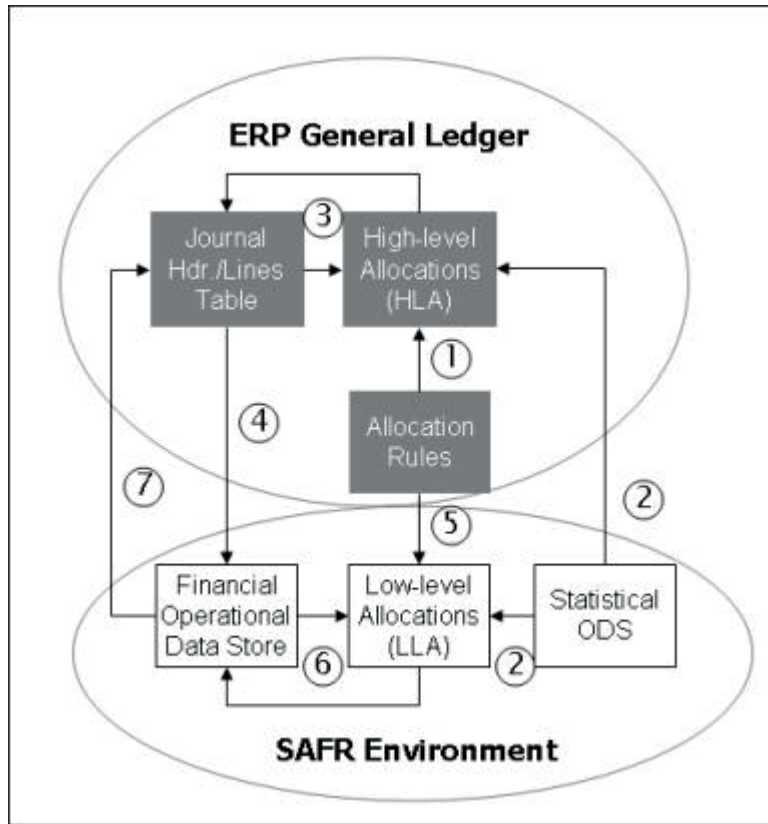 ERP General Ledger
③
Journal
Hdr./Lines
Table
High-level
Allocations
(HLA)
①
④
Allocation
Rules
⑦
②
⑤
Financial
Operational
Data Store
Low-level
Allocations
(LLA)
Statistical
ODS
⑥
②
SAFR Environment